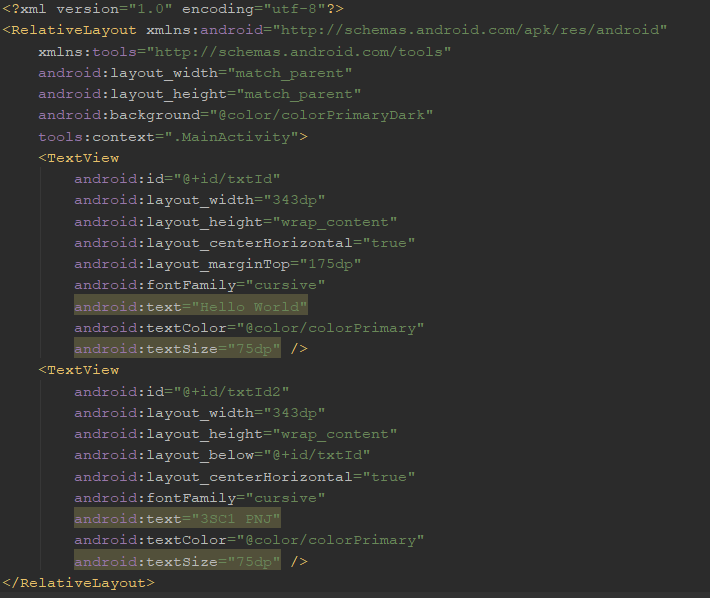 <?xml version="1.0" encoding="utf-8"?>
<RelativeLayout xmlns:android="http://schemas.android.com/apk/res/android"
    xmlns:tools="http://schemas.android.com/tools"
    android:layout_width="match_parent"
    android:layout_height="match_parent"
    android:background="@color/colorPrimaryDark"
    tools:context=".MainActivity">
    <TextView
        android:id="@+id/txtId"
        android:layout_width="343dp"
        android:layout_height="wrap_content"
        android:layout_centerHorizontal="true"
        android:layout_marginTop="175dp"
        android:fontFamily="cursive"
        android:text="Hello World"
        android:textColor="@color/colorPrimary"
        android:textSize="75dp" />
    <TextView
        android:id="@+id/txtId2"
        android:layout_width="343dp"
        android:layout_height="wrap_content"
        android:layout_below="@+id/txtId"
        android:layout_centerHorizontal="true"
        android:fontFamily="cursive"
        android:text="3SC1 PNJ"
        android:textColor="@color/colorPrimary"
        android:textSize="75dp" />
</RelativeLayout>